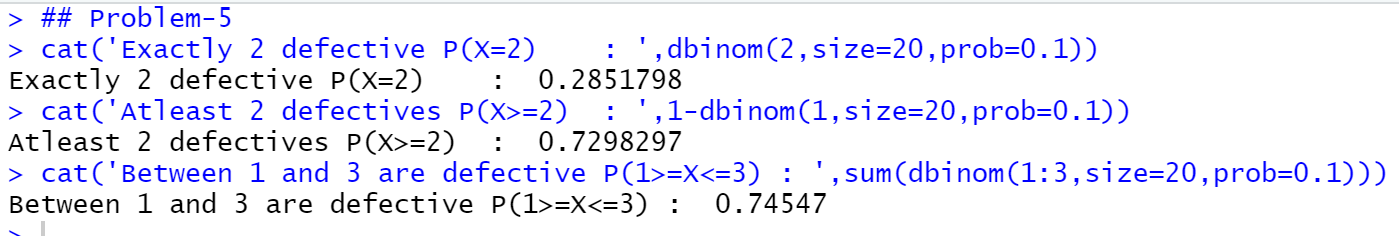 > ## Problem-5
> cat('Exactly 2 defective P(X=2)    : ',dbinom(2,size=20,prob=0.1))
Exactly 2 defective P(X=2)    :  0.2851798
> cat('Atleast 2 defectives P(X>=2)  : ',1-dbinom(1,size=20,prob=0.1))
Atleast 2 defectives P(X>=2)  :  0.7298297
> cat('Between 1 and 3 are defective P(1>=X<=3) : ',sum(dbinom(1:3,size=20,prob=0.1)))
Between 1 and 3 are defective P(1>=X<=3) :  0.74547
>